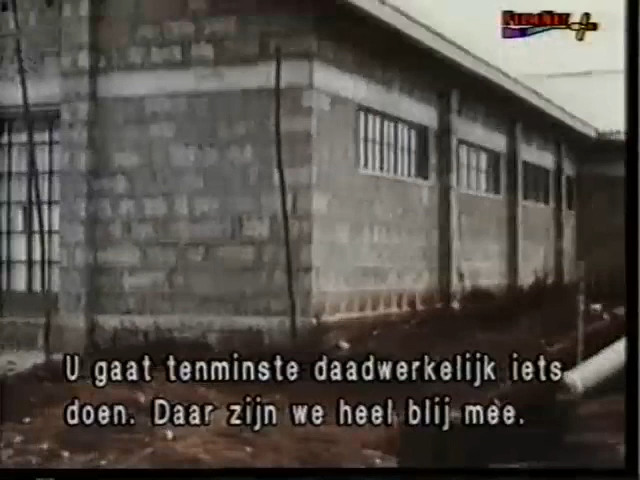 U gaat tenminste daadwerkelijk iets
doen. Daar zijn we heel blij mee.